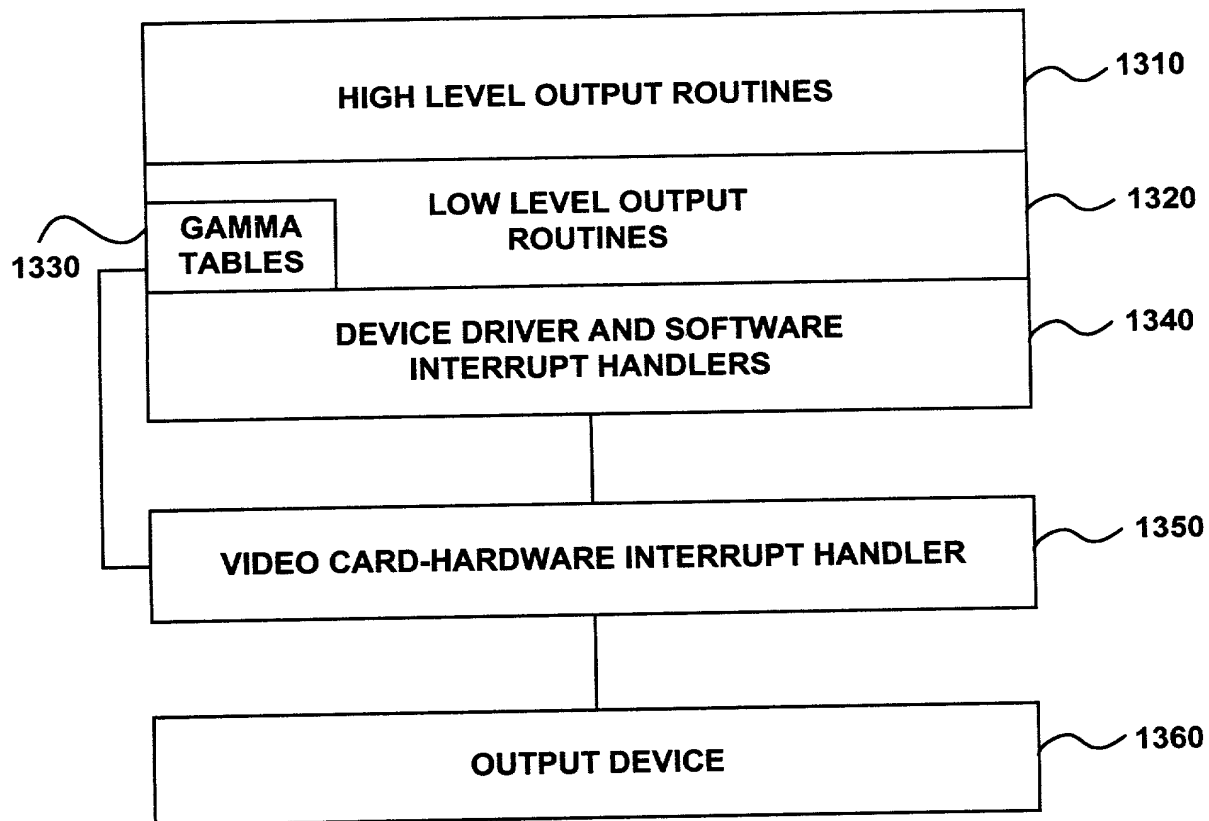 HIGH LEVEL OUTPUT ROUTINES
1310
LOW LEVEL OUTPUT
ROUTINES
1320
GAMMA
TABLES
1330
DEVICE DRIVER AND SOFTWARE
INTERRUPT HANDLERS
1340
VIDEO CARD-HARDWARE INTERRUPT HANDLER
1350
OUTPUT DEVICE
1360